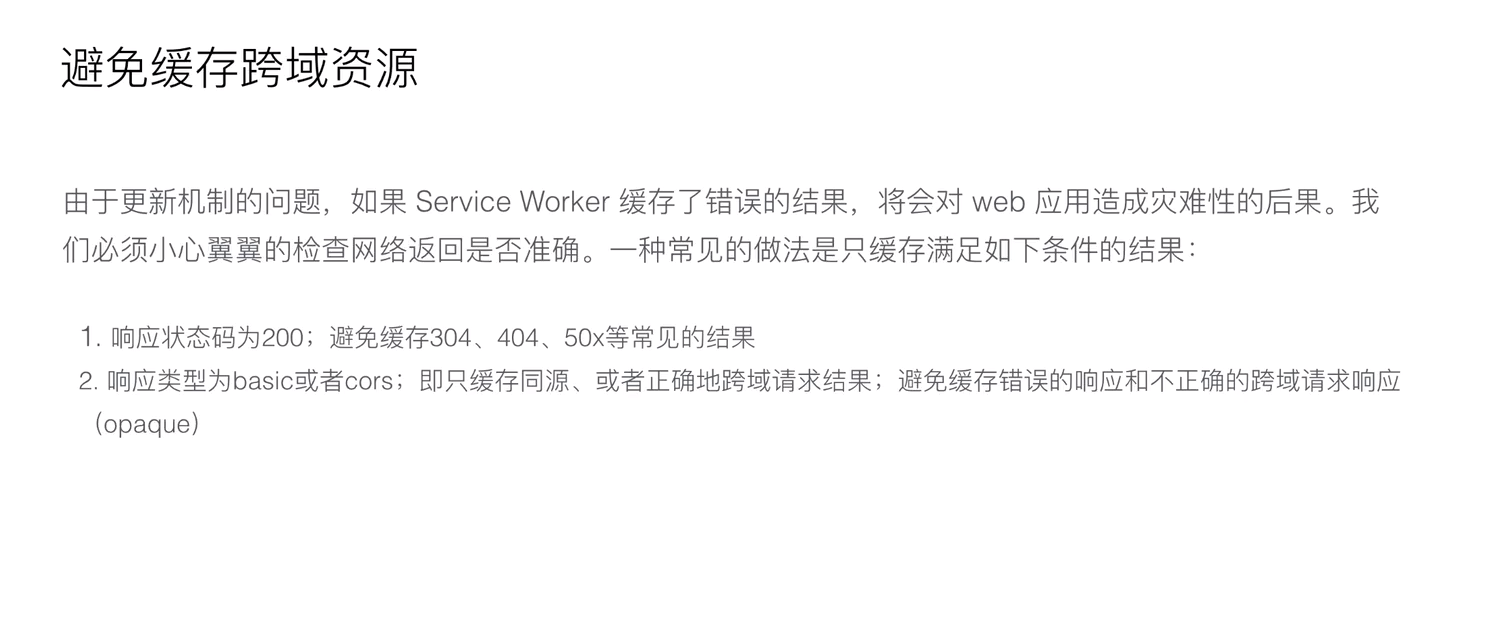 避免缓存跨域资源
由于更新机制的问题，如果 Service Worker 缓存了错误的结果，将会对 web 应用造成灾难性的后果。我
们必须小心翼翼的检查网络返回是否准确。一种常见的做法是只缓存满足如下条件的结果：
1. 响应状态码为200；避免缓存304、404、50x等常见的结果
2. 响应类型为basic或者cors；即只缓存同源、或者正确地跨域请求结果；避免缓存错误的响应和不正确的跨域请求响应
（opaque）